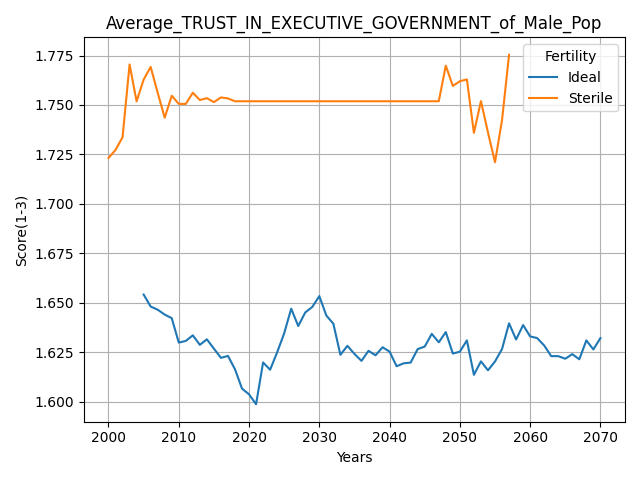 Average_TRUST_IN_EXECUTIVE_GOVERNMENT_of_Male_Pop
Fertility
Ideal
Sterile
Score(1-3)
1.775
1.750
1.725
1.700
1.675
1.650
1.625
1.600
2000 2010 2020 2030 2040 2050 2060 2070
Years